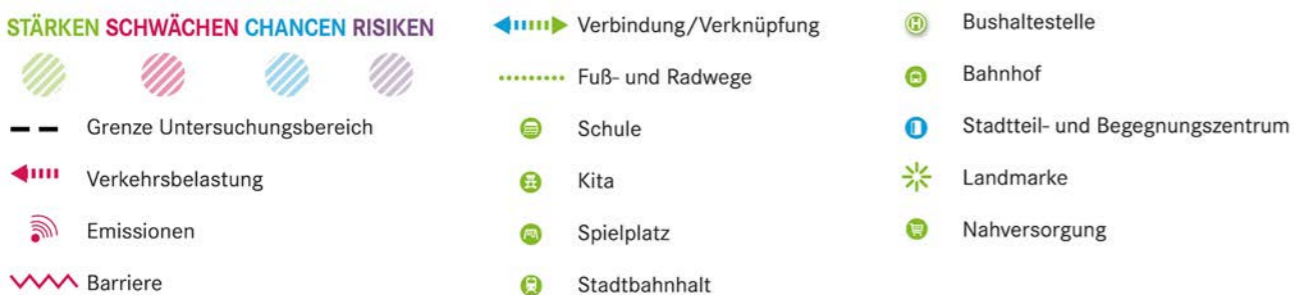 STÄRKEN SCHWÄCHEN CHANCEN RISIKEN
Grenze Untersuchungsbereich
Verkehrsbelastung
Emissionen
Barriere
Verbindung/Verknüpfung
Fuß- und Radwege
Schule
Kita
Spielplatz
Stadtbahnhalt
H
Bushaltestelle
Bahnhof
Stadtteil- und Begegnungszentrum
Landmarke
Nahversorgung